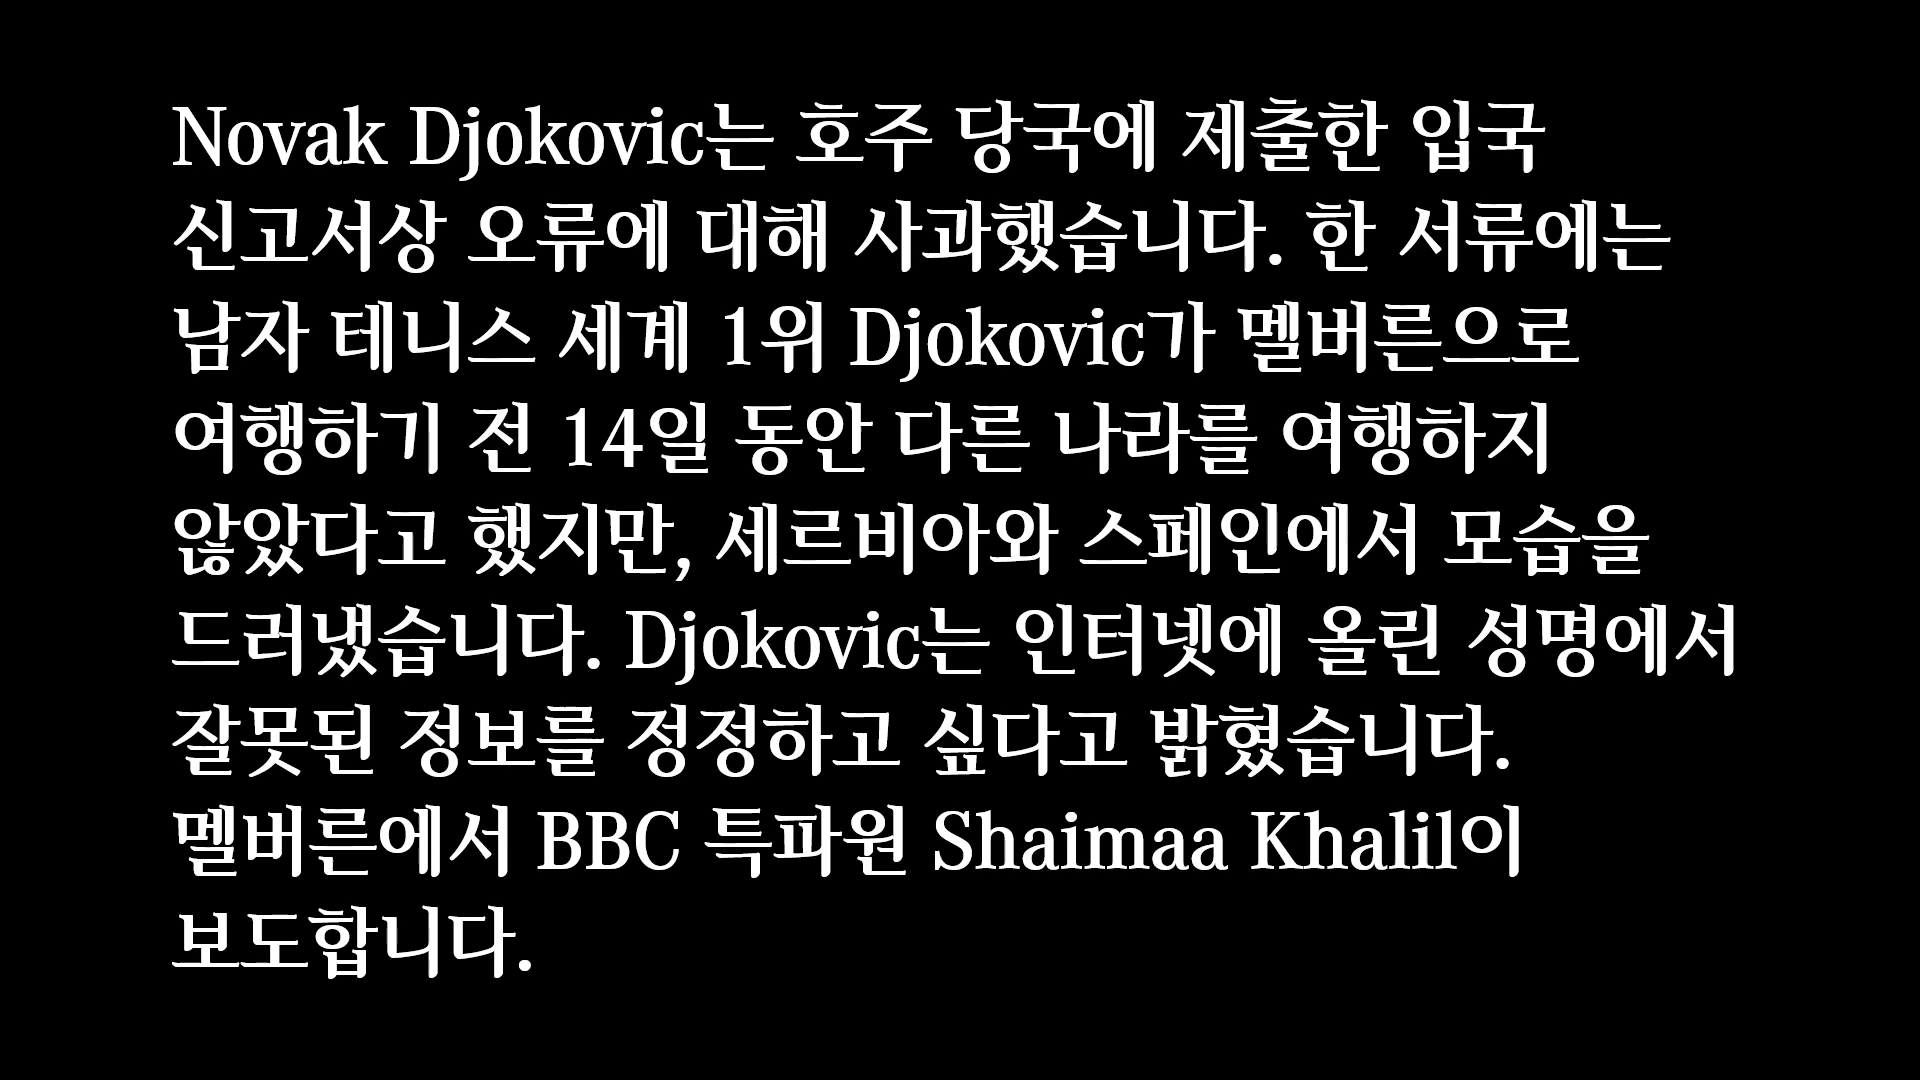 Novak Djokovic는 호주 당국에 제출한 입국
신고서상 오류에 대해 사과했습니다. 한 서류에는
남자 테니스 세계 1위 Djokovic가 멜버른으로
여행하기 전 14일 동안 다른 나라를 여행하지
않았다고 했지만, 세르비아와 스페인에서 모습을
드러냈습니다. Djokovic는 인터넷에 올린 성명에서
잘못된 정보를 정정하고 싶다고 밝혔습니다.
멜버른에서 BBC 특파원 Shaimaa Khalil이
보도합니다.